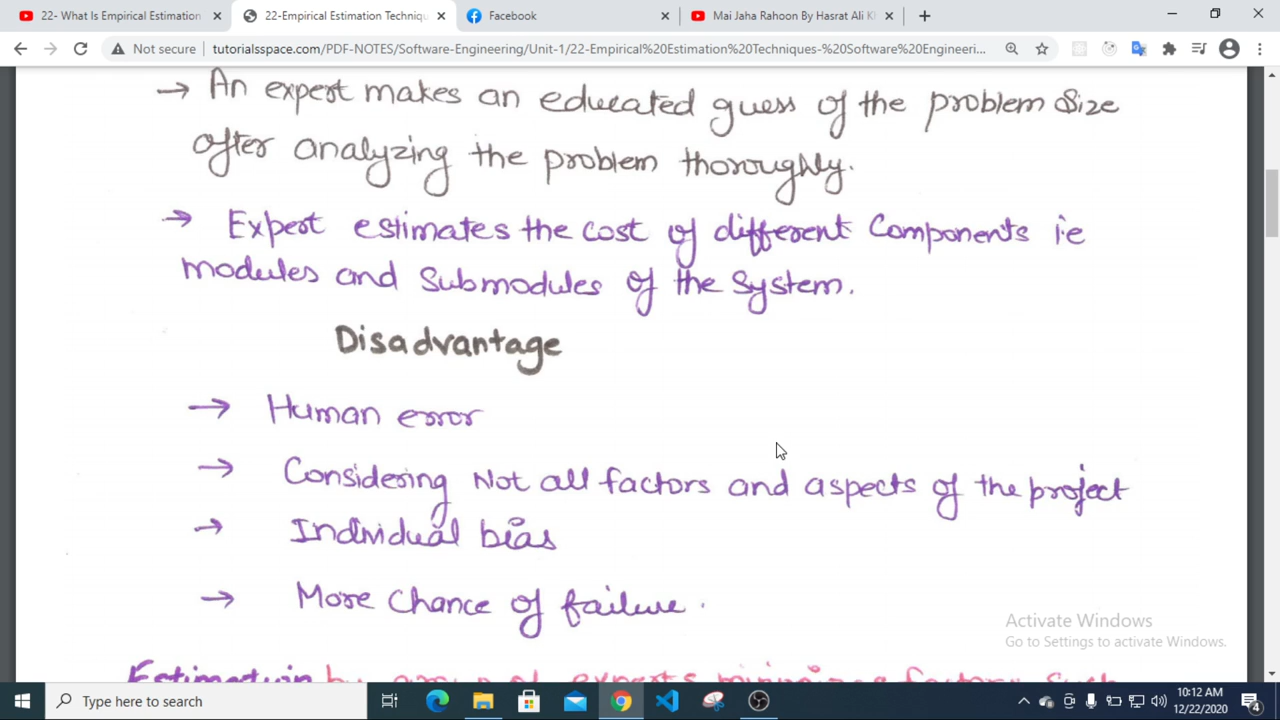 22- What Is Empirical Estimation
22-Empirical Estimation Techniqu
Facebook
Mai Jaha Rahoon By Hasrat Ali K
Not secure
tutorialsspace.com/PDF-NOTES/Software-Engineering/Unit-1/22-Empirical%20Estimation%20Techniques-%20Software%20Engineeri...
→ An expert makes an educated guess of the problem size
after analyzing the problem thoroughly.
→ Expert estimates the cost of different Components i.e
modules and submodules of the system.
Disadvantage
→ Human error
→ Considering Not all factors and aspects of the project
→ Individual bias
→ More chance of failure.
Activate Windows
Go to Settings to activate Windows.
Type here to search
10:12 AM
12/22/2020
4